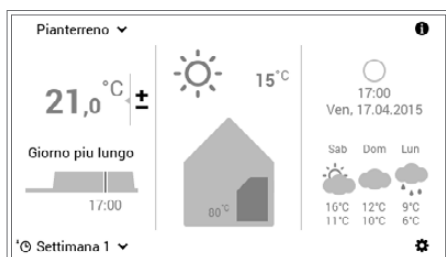 Pianterreno
21,0 °C ±
Giorno piu lungo
17:00
Settimana 1
15°C
80°C
17:00
Ven, 17.04.2015
Sab Dom Lun
16°C 12°C 9°C
11°C 10°C 6°C